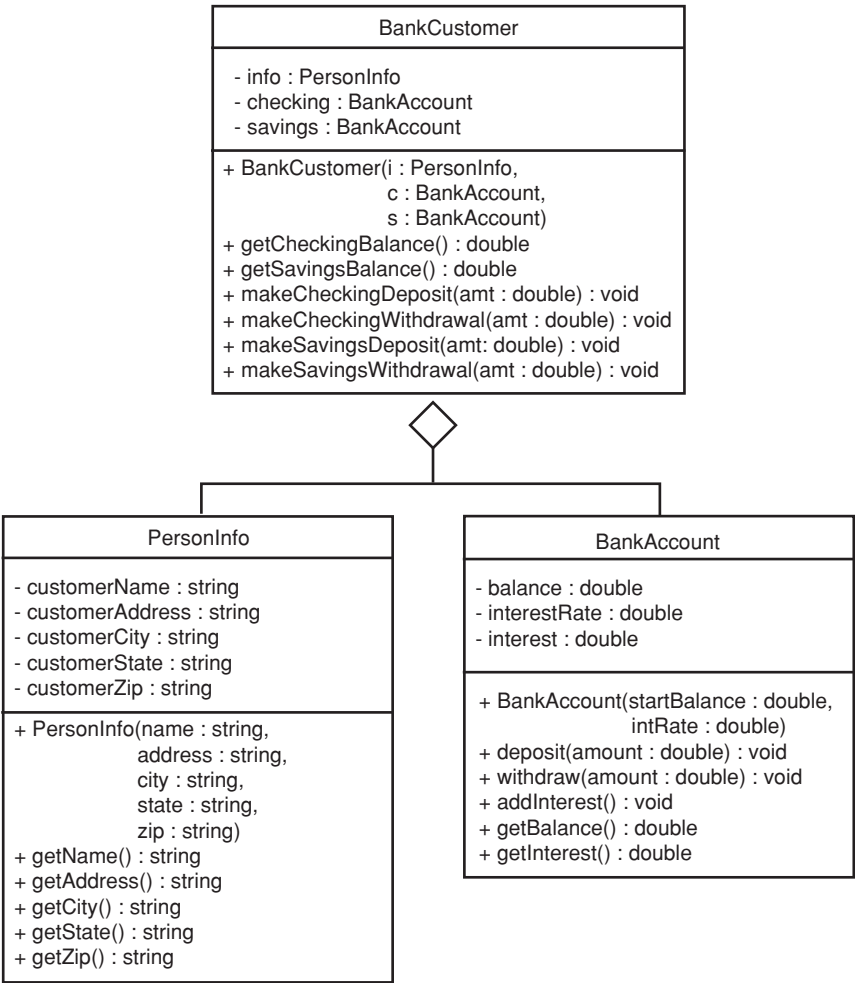 BankCustomer
- info : PersonInfo
- checking : BankAccount
- savings : BankAccount
+ BankCustomer(i : PersonInfo,
c : BankAccount,
s : BankAccount)
+ getCheckingBalance() : double
+ getSavingsBalance() : double
+ makeCheckingDeposit(amt : double) : void
+ makeCheckingWithdrawal(amt : double) : void
+ makeSavingsDeposit(amt: double) : void
+ makeSavingsWithdrawal(amt : double) : void
PersonInfo
- customerName : string
- customerAddress : string
- customerCity : string
- customerState : string
- customerZip : string
+ PersonInfo(name : string,
address : string,
city : string,
state : string,
zip : string)
+ getName() : string
+ getAddress() : string
+ getCity() : string
+ getState() : string
+ getZip() : string
BankAccount
- balance : double
- interestRate : double
- interest : double
+ BankAccount(startBalance : double,
intRate : double)
+ deposit(amount : double) : void
+ withdraw(amount : double) : void
+ addInterest() : void
+ getBalance() : double
+ getInterest() : double